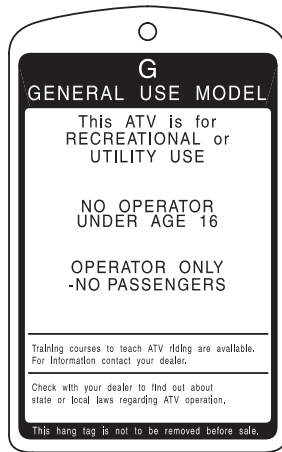 G
GENERAL USE MODEL
This ATV is for
RECREATIONAL or
UTILITY USE
NO OPERATOR
UNDER AGE 16
OPERATOR ONLY
-NO PASSENGERS
Training courses to teach ATV riding are available.
For information contact your dealer.
Check with your dealer to find out about
state or local laws regarding ATV operation.
This hang tag is not to be removed before sale.